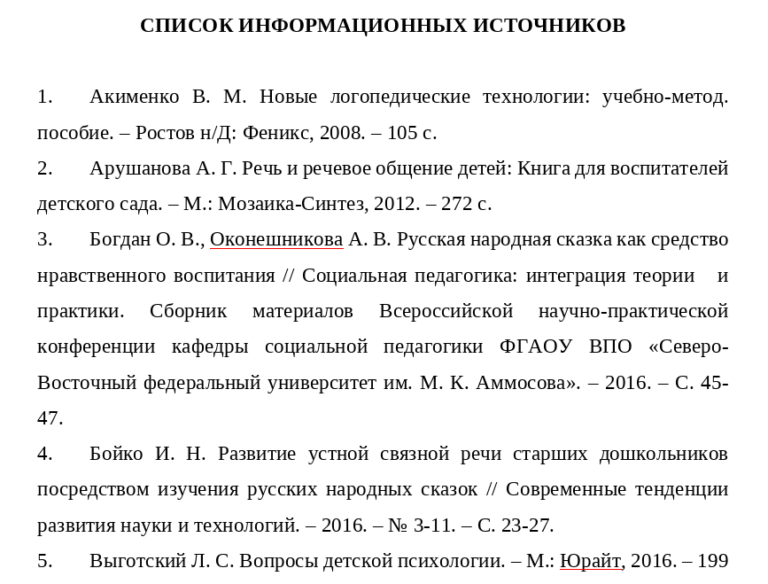 СПИСОК ИНФОРМАЦИОННЫХ ИСТОЧНИКОВ
1. Акименко В. М. Новые логопедические технологии: учебно-метод.
пособие. – Ростов н/Д: Феникс, 2008. – 105 с.
2. Арушанова А. Г. Речь и речевое общение детей: Книга для воспитателей
детского сада. – М.: Мозаика-Синтез, 2012. – 272 с.
3. Богдан О. В., Оконешникова А. В. Русская народная сказка как средство
нравственного воспитания // Социальная педагогика: интеграция теории и
практики. Сборник материалов Всероссийской научно-практической
конференции кафедры социальной педагогики ФГАОУ ВПО «Северо-
Восточный федеральный университет им. М. К. Аммосова». – 2016. – С. 45-
47.
4. Бойко И. Н. Развитие устной связной речи старших дошкольников
посредством изучения русских народных сказок // Современные тенденции
развития науки и технологий. – 2016. – № 3-11. – С. 23-27.
5. Выготский Л. С. Вопросы детской психологии. – М.: Юрайт, 2016. – 199